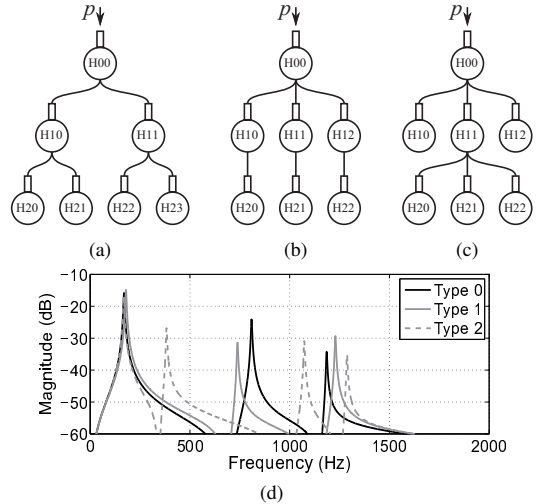 p p p
H00 H00 H00
H10 H11 H10 H11 H12 H10 H11 H12
H20 H21 H22 H23 H20 H21 H22 H20 H21 H22
(a) (b) (c)
−10
−20
−30
−40
−50
−60
Magnitude (dB)
Type 0
Type 1
Type 2
0 500 1000 1500 2000
Frequency (Hz)
(d)